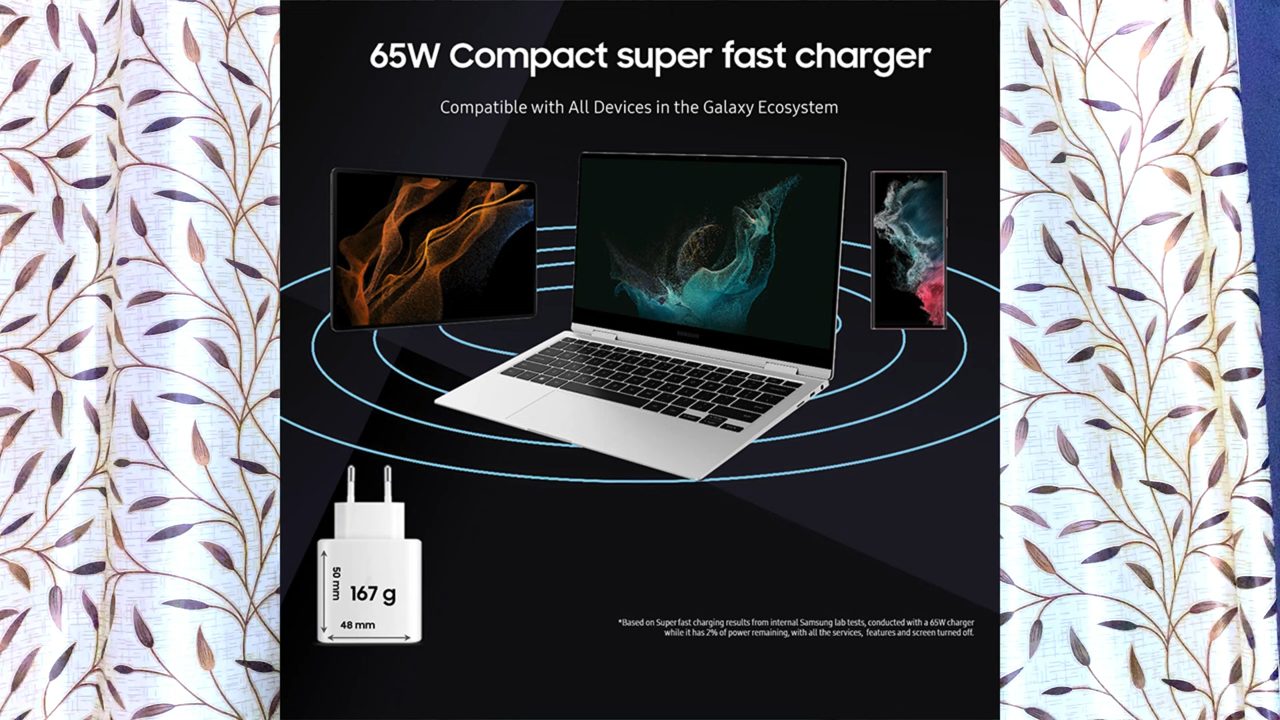 65W Compact super fast charger
Compatible with All Devices in the Galaxy Ecosystem
SAMSUNG
50 mm
167 g
48 mm
*Based on Super fast charging results from internal Samsung lab tests, conducted with a 65W charger
while it has 2% of power remaining, with all the services, features and screen turned off.